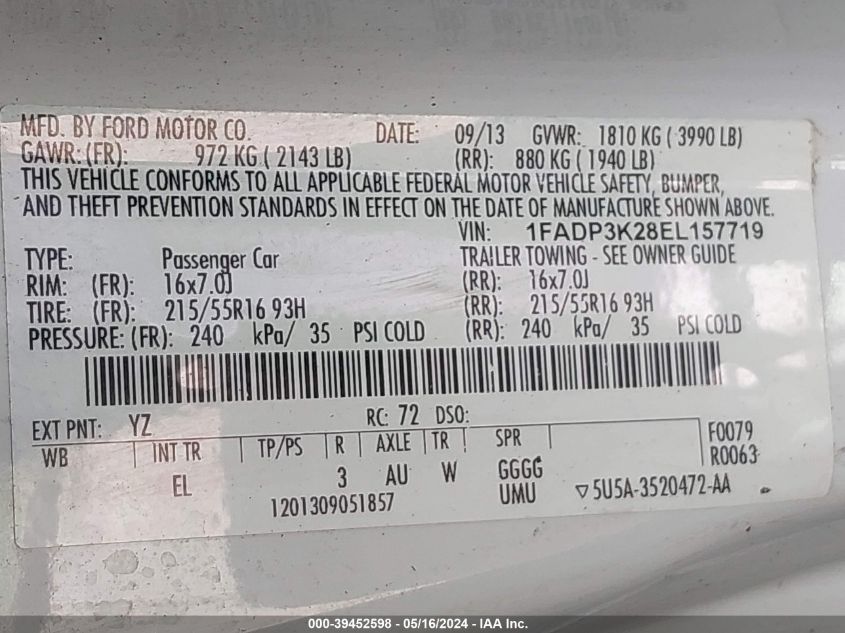 MFD. BY FORD MOTOR CO. DATE: 09/13 GVWR: 1810 KG ( 3990 LB)
GAWR: (FR): 972 KG ( 2143 LB) (RR): 880 KG ( 1940 LB)
THIS VEHICLE CONFORMS TO ALL APPLICABLE FEDERAL MOTOR VEHICLE SAFETY, BUMPER,
AND THEFT PREVENTION STANDARDS IN EFFECT ON THE DATE OF MANUFACTURE SHOWN ABOVE.
VIN: 1FADP3K28EL157719
TYPE: Passenger Car TRAILER TOWING - SEE OWNER GUIDE
RIM: (FR): 16x7.0J (RR): 16x7.0J
TIRE: (FR): 215/55R16 93H (RR): 215/55R16 93H
PRESSURE: (FR): 240 kPa/ 35 PSI COLD (RR): 240 kPa/ 35 PSI COLD
EXT PNT: YZ RC: 72 DSO: F0079
WB INT TR TP/PS R AXLE TR SPR R0063
EL 3 AU W GGGG
UMU
1201309051857 5U5A-3520472-AA
000-39452598 - 05/16/2024 - IAA Inc.